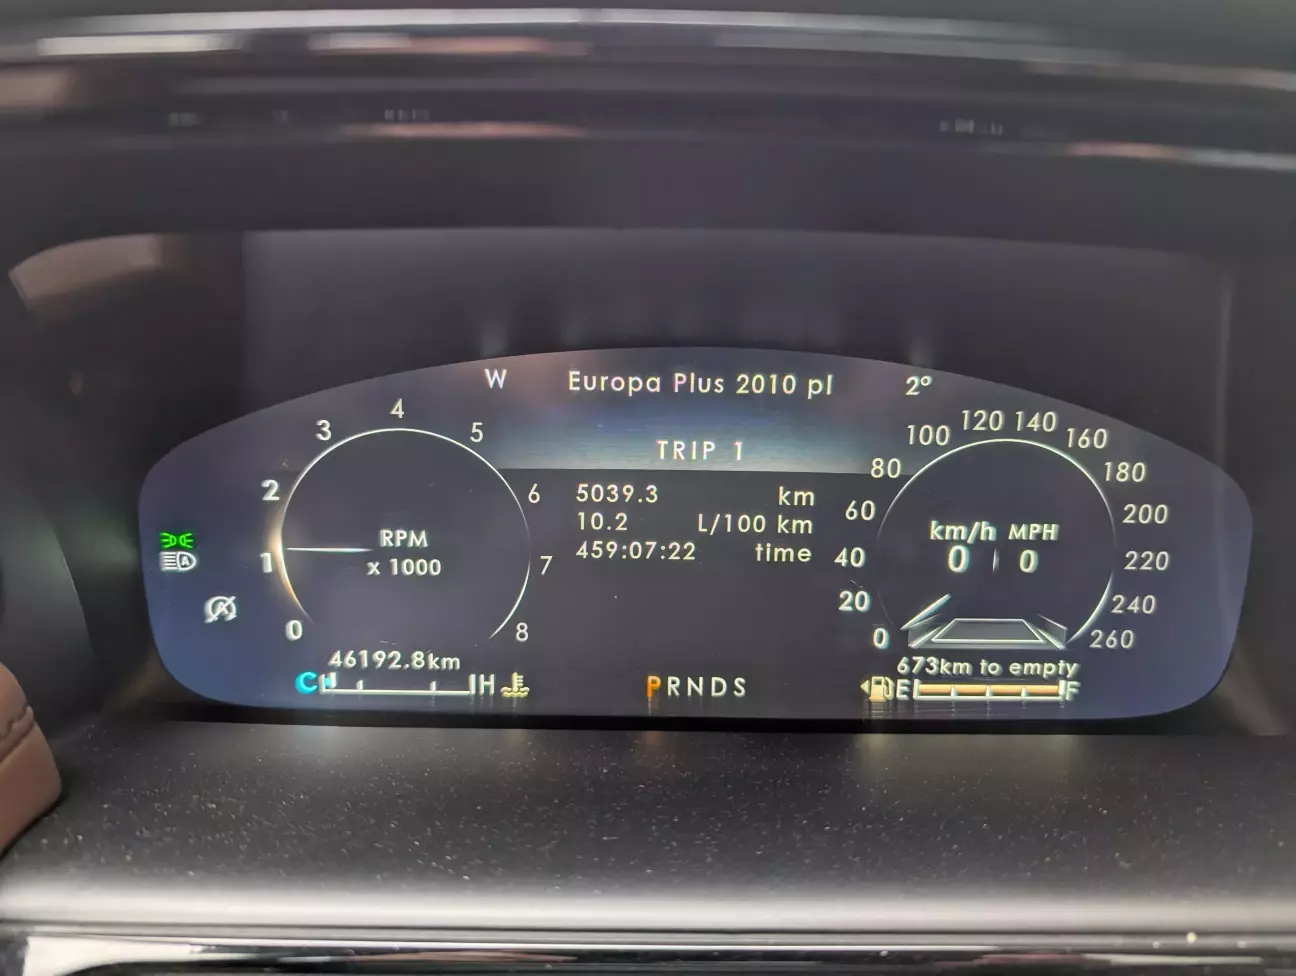 W Europa Plus 2010 pl 2°
TRIP 1
5039.3 km
10.2 L/100 km
459:07:22 time
0 1 2 3 4 5 6 7 8
RPM
x 1000
0 20 40 60 80 100 120 140 160 180 200 220 240 260
km/h MPH
0 0
A
A
46192.8km
C H
PRNDS
673km to empty
E F